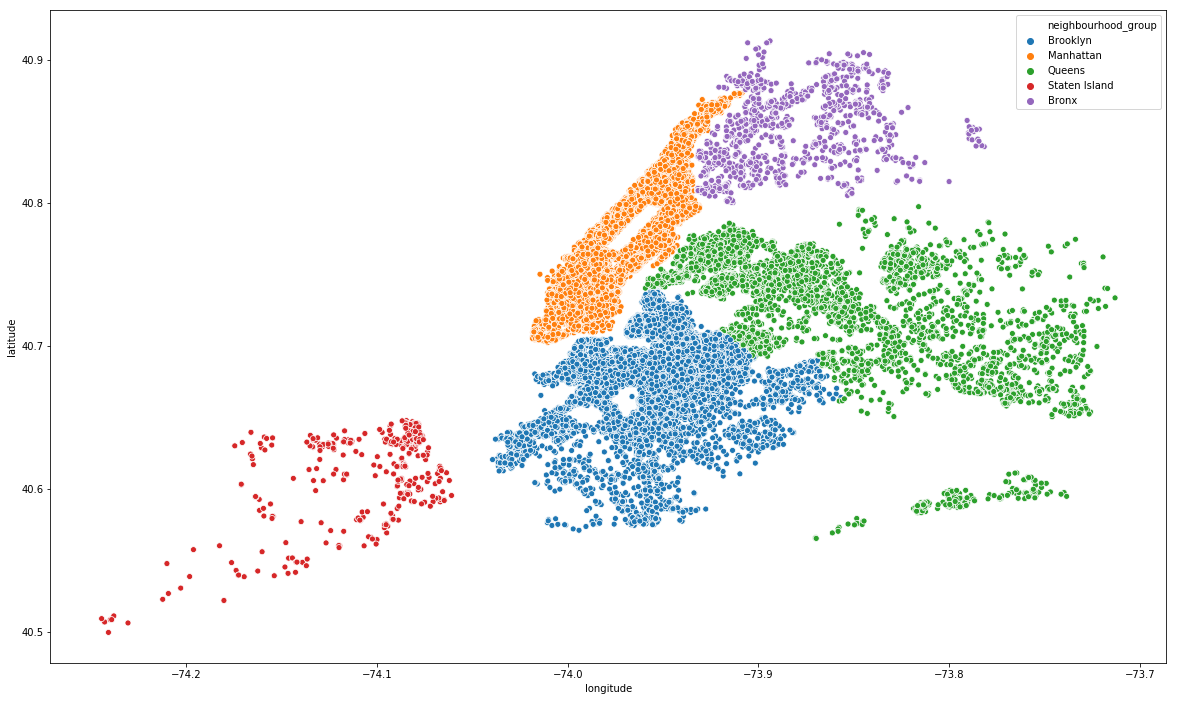 neighbourhood_group
Brooklyn
Manhattan
Queens
Staten Island
Bronx
40.9
40.8
40.7
40.6
40.5
latitude
−74.2
−74.1
−74.0
−73.9
−73.8
−73.7
longitude